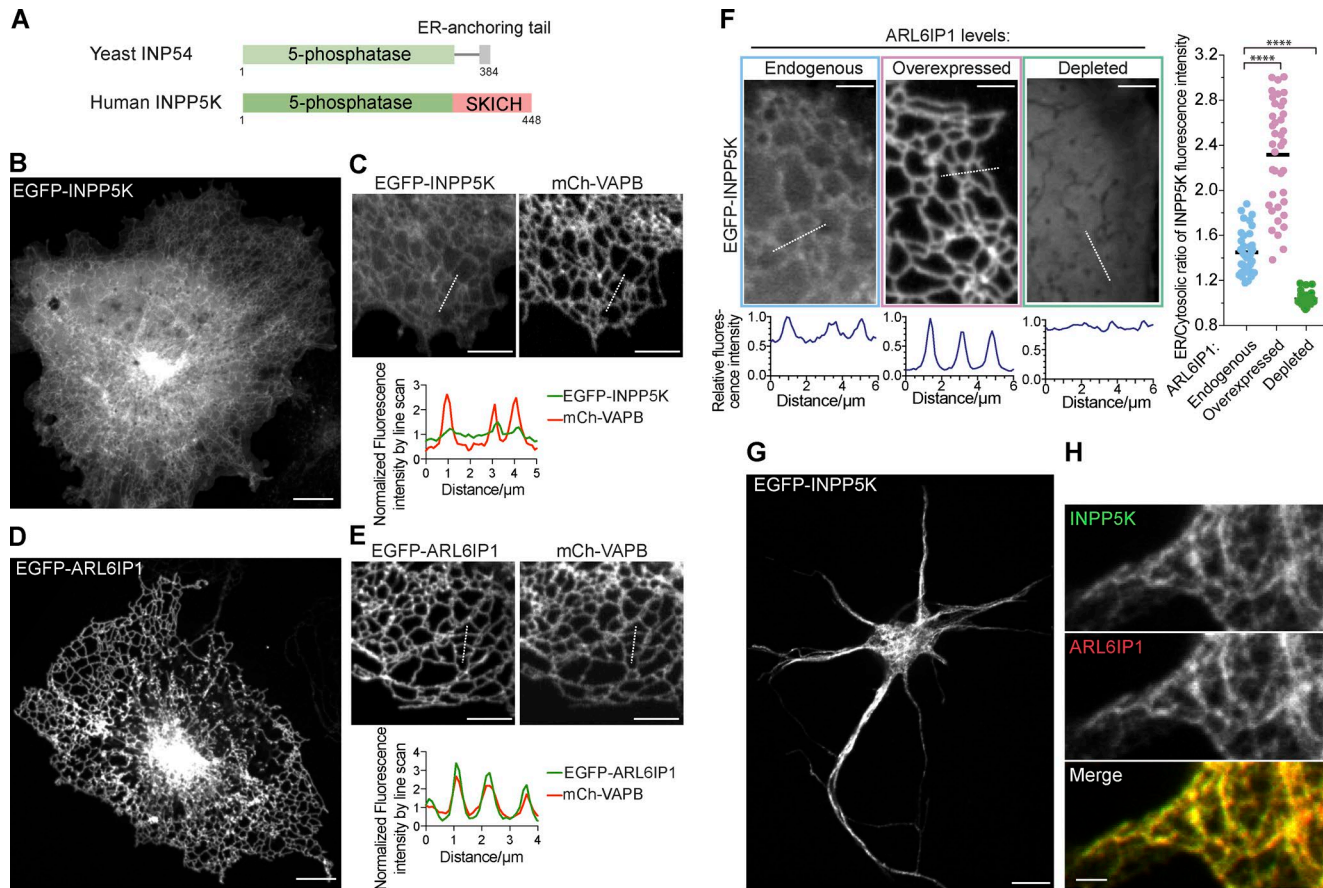 A
ER-anchoring tail
Yeast INP54
5-phosphatase
1
384
Human INPP5K
5-phosphatase
SKICH
1
448
B
EGFP-INPP5K
C
EGFP-INPP5K
mCh-VAPB
Normalized Fluorescence
intensity by line scan
4
3
2
1
0
EGFP-INPP5K
mCh-VAPB
0 1 2 3 4 5
Distance/μm
D
EGFP-ARL6IP1
E
EGFP-ARL6IP1
mCh-VAPB
Normalized Fluorescence
intensity by line scan
4
3
2
1
0
EGFP-ARL6IP1
mCh-VAPB
0 1 2 3 4
Distance/μm
F
ARL6IP1 levels:
Endogenous
Overexpressed
Depleted
EGFP-INPP5K
Relative fluores-
cence intensity
1.0
0.5
0.0
0 2 4 6
Distance/μm
1.0
0.5
0.0
0 2 4 6
Distance/μm
1.0
0.5
0.0
0 2 4 6
Distance/μm
ER/Cytosolic ratio of INPP5K fluorescence intensity
3.2
2.8
2.4
2.0
1.6
1.2
0.8
****
****
ARL6IP1:
Endogenous
Overexpressed
Depleted
G
EGFP-INPP5K
H
INPP5K
ARL6IP1
Merge